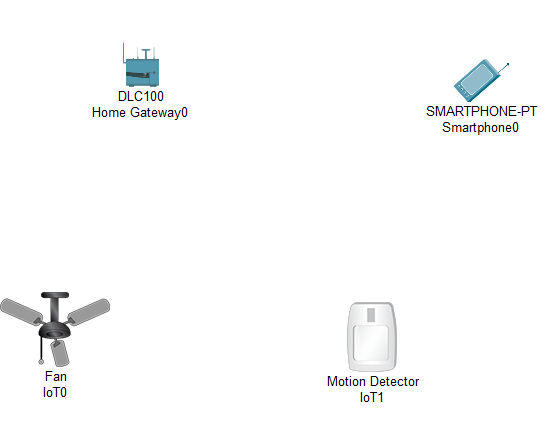 DLC100
Home Gateway0
SMARTPHONE-PT
Smartphone0
Fan
IoT0
Motion Detector
IoT1